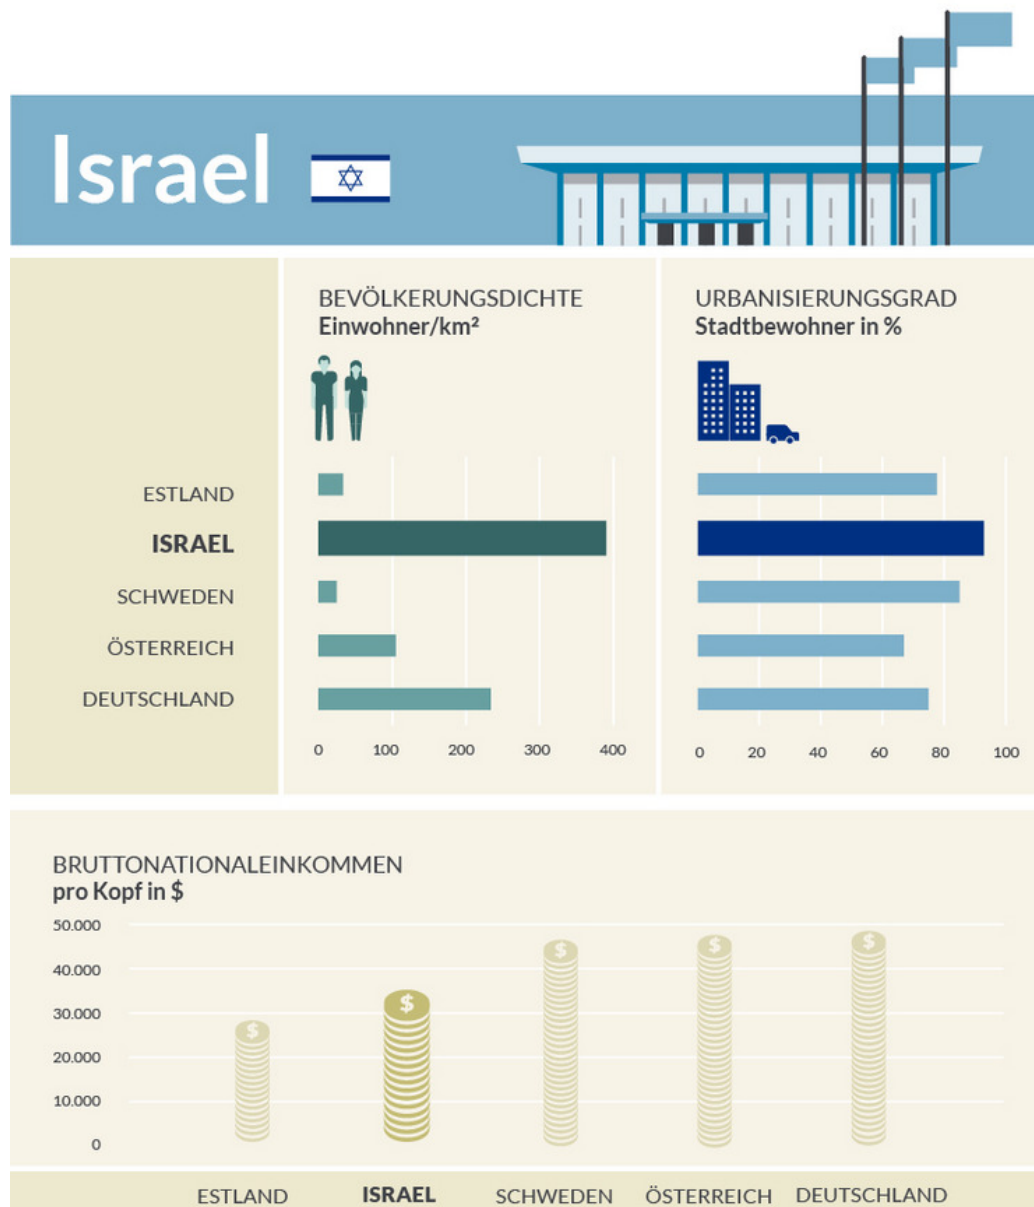 Israel
BEVÖLKERUNGSDICHTE
Einwohner/km²
URBANISIERUNGSGRAD
Stadtbewohner in %
ESTLAND
ISRAEL
SCHWEDEN
ÖSTERREICH
DEUTSCHLAND
0 100 200 300 400
0 20 40 60 80 100
BRUTTONATIONALEINKOMMEN
pro Kopf in $
50.000
40.000
30.000
20.000
10.000
0
$ $ $ $ $
ESTLAND ISRAEL SCHWEDEN ÖSTERREICH DEUTSCHLAND